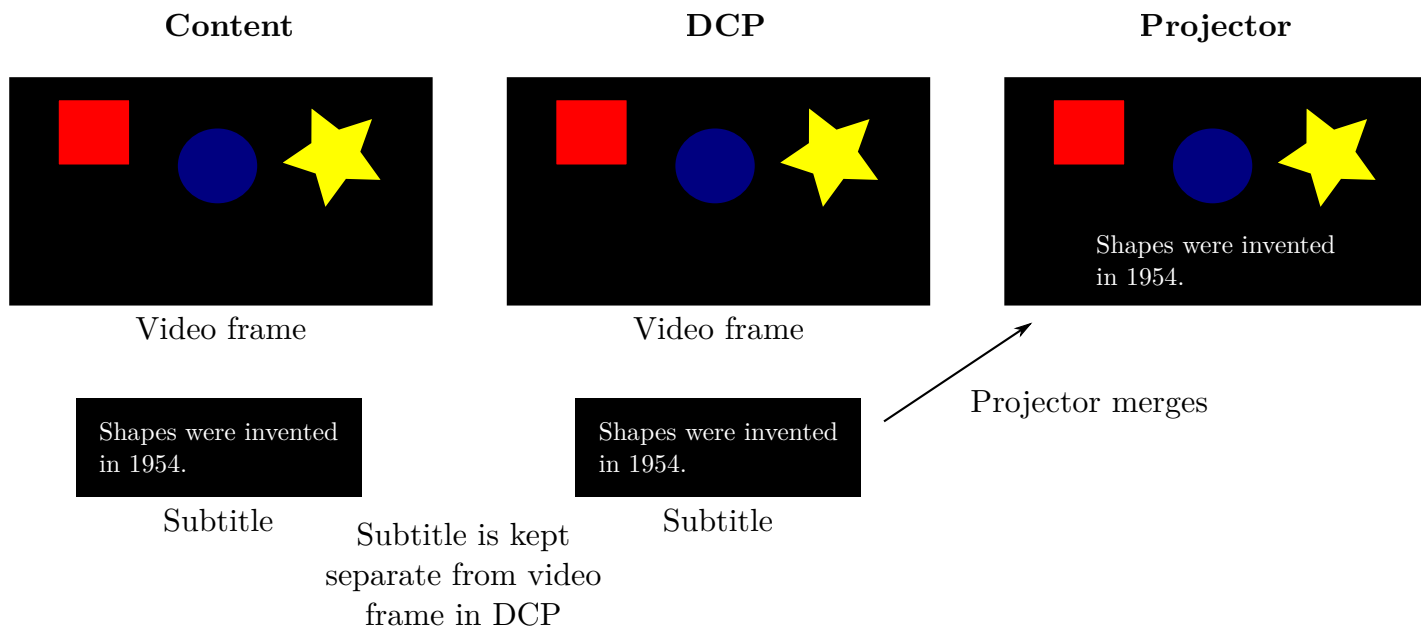 Content
DCP
Projector
Shapes were invented
in 1954.
Video frame
Video frame
Projector merges
Shapes were invented
in 1954.
Shapes were invented
in 1954.
Subtitle
Subtitle
Subtitle is kept
separate from video
frame in DCP